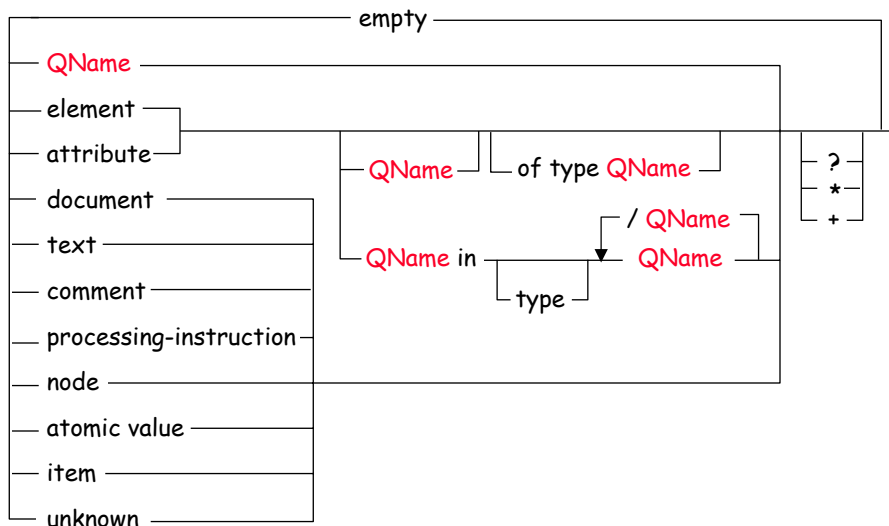 empty
QName
element
attribute
QName
of type QName
?
document
*
/ QName
+
text
QName in
QName
comment
type
processing-instruction
node
atomic value
item
unknown